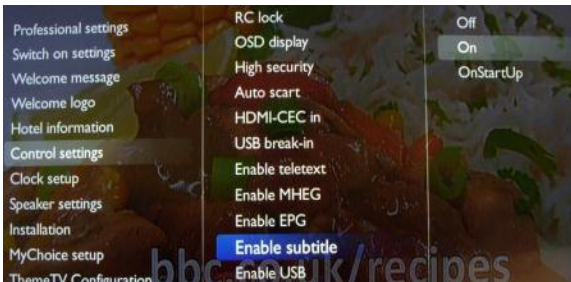 Professional settings
Switch on settings
Welcome message
Welcome logo
Hotel information
Control settings
Clock setup
Speaker settings
Installation
MyChoice setup
ThemeTV Configuration
RC lock
OSD display
High security
Auto scart
HDMI-CEC in
USB break-in
Enable teletext
Enable MHEG
Enable EPG
Enable subtitle
Enable USB
Off
On
OnStartUp
bbc.co.uk/recipes